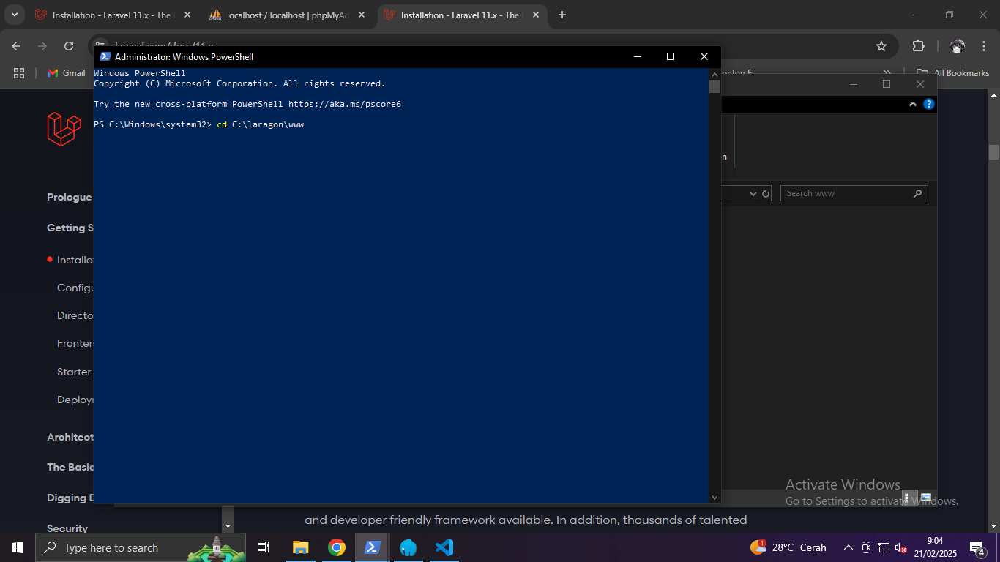 Installation - Laravel 11.x - The
localhost / localhost | phpMyAd
Installation - Laravel 11.x - The
laravel.com/docs/11.x
Gmail
All Bookmarks
Administrator: Windows PowerShell
Windows PowerShell
Copyright (C) Microsoft Corporation. All rights reserved.
Try the new cross-platform PowerShell https://aka.ms/pscore6
PS C:\Windows\system32> cd C:\laragon\www
n
Search www
Prologue
Getting S
Installa
Configu
Directo
Fronten
Starter
Deploym
Architect
The Basic
Digging D
Security
Activate Windows
Go to Settings to activate Windows.
and developer friendly framework available. In addition, thousands of talented
Type here to search
28°C Cerah
9:04
21/02/2025
1
4